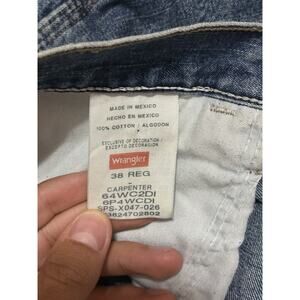 MADE IN MEXICO
HECHO EN MEXICO
100% COTTON / ALGODON
EXCLUSIVE OF DECORATION
EXCEPTO DECORACION
Wrangler
38 REG
CARPENTER
64WC2DI
6P4WCDI
SPS-X047-026